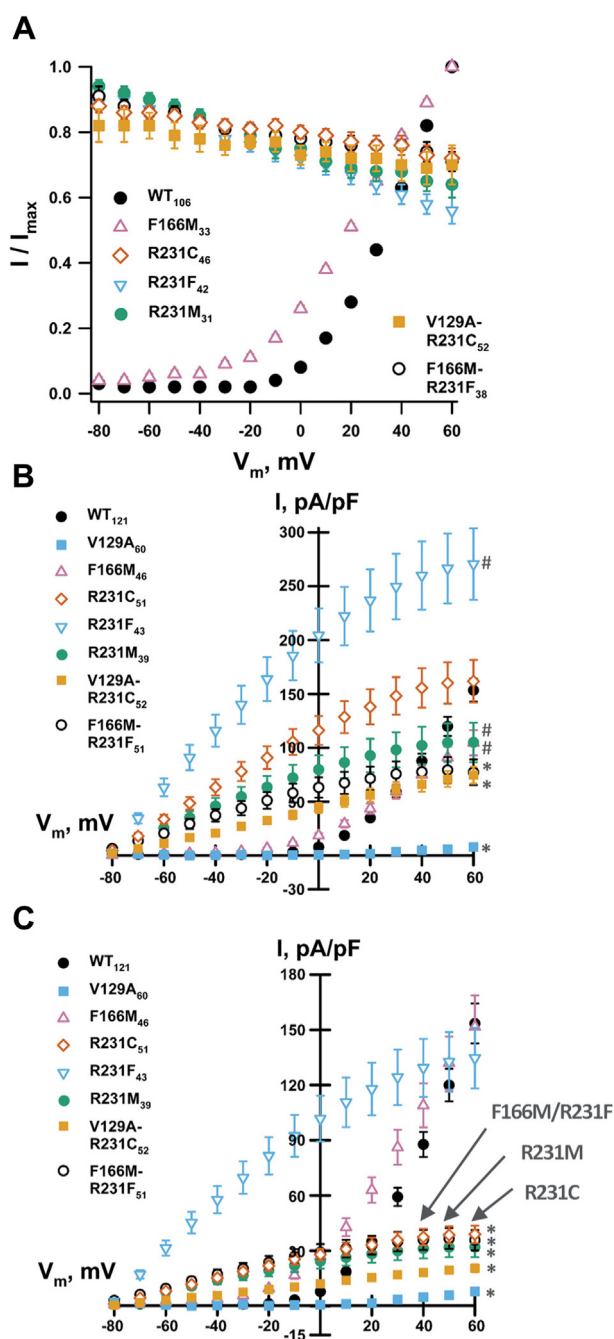 A
I / Imax
1.0
0.8
0.6
0.4
0.2
0.0
WT106
F166M33
R231C46
R231F42
R231M31
V129A-
R231C52
F166M-
R231F38
-80 -60 -40 -20 0 20 40 60
Vm, mV
B
I, pA/pF
WT121
V129A60
F166M46
R231C51
R231F43
R231M39
V129A-
R231C52
F166M-
R231F51
300
250
200
150
100
50
-30
#
#
#
*
*
*
Vm, mV
-80 -60 -40 -20 20 40 60
C
I, pA/pF
WT121
V129A60
F166M46
R231C51
R231F43
R231M39
V129A-
R231C52
F166M-
R231F51
180
150
120
90
60
30
-15
F166M/R231F
R231M
R231C
*
*
*
*
*
Vm, mV
-80 -60 -40 -20 20 40 60